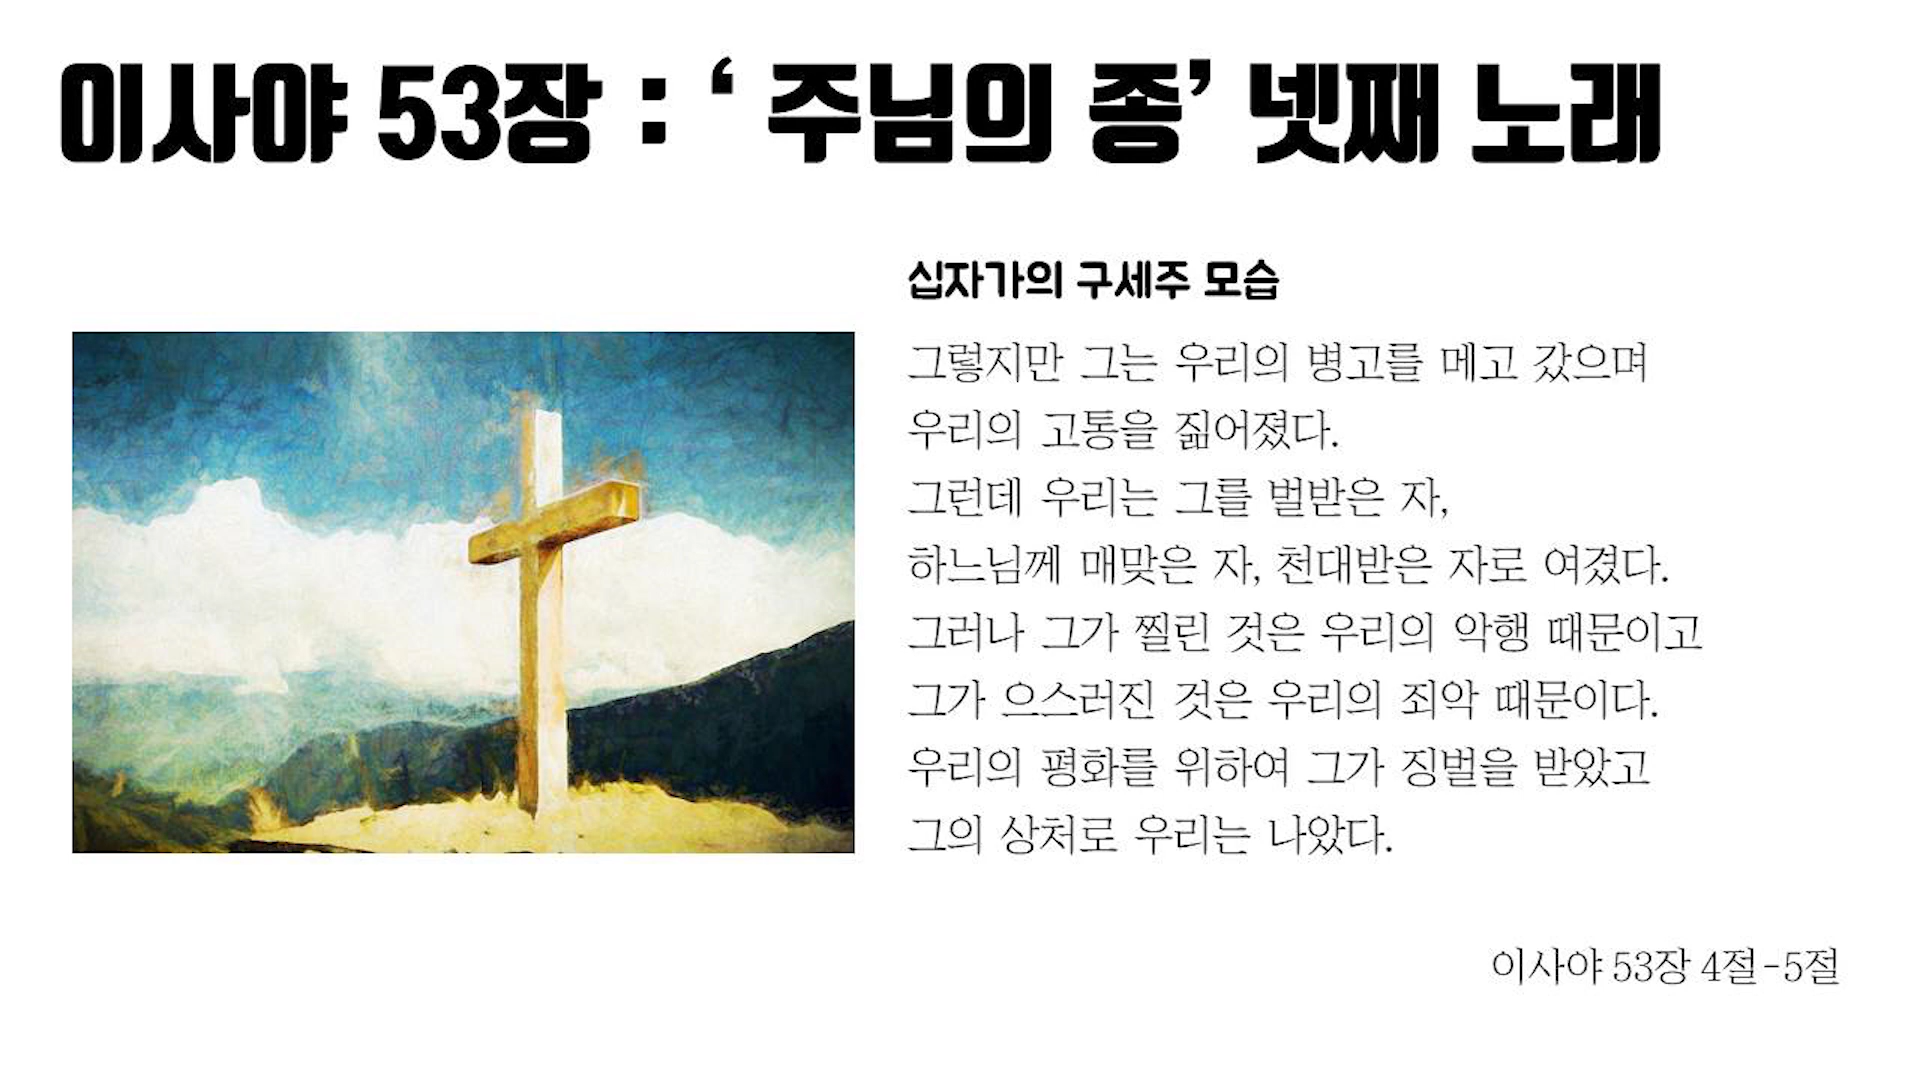 이사야 53장 : ‘ 주님의 종’ 넷째 노래
십자가의 구세주 모습
그렇지만 그는 우리의 병고를 메고 갔으며
우리의 고통을 짊어졌다.
그런데 우리는 그를 벌받은 자,
하느님께 매맞은 자, 천대받은 자로 여겼다.
그러나 그가 찔린 것은 우리의 악행 때문이고
그가 으스러진 것은 우리의 죄악 때문이다.
우리의 평화를 위하여 그가 징벌을 받았고
그의 상처로 우리는 나았다.
이사야 53장 4절-5절